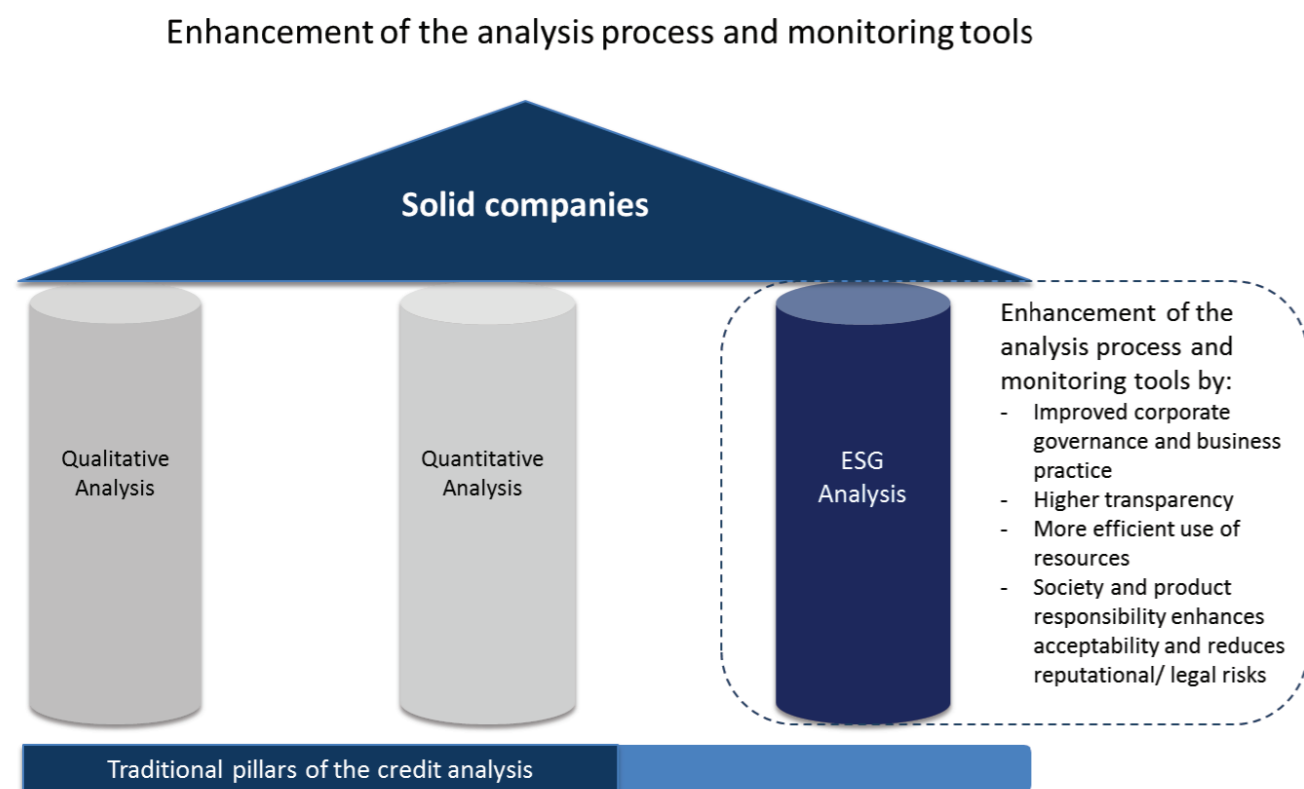 Enhancement of the analysis process and monitoring tools
Solid companies
Qualitative
Analysis
Quantitative
Analysis
ESG
Analysis
Enhancement of the
analysis process and
monitoring tools by:
- Improved corporate
governance and business
practice
- Higher transparency
- More efficient use of
resources
- Society and product
responsibility enhances
acceptability and reduces
reputational/ legal risks
Traditional pillars of the credit analysis